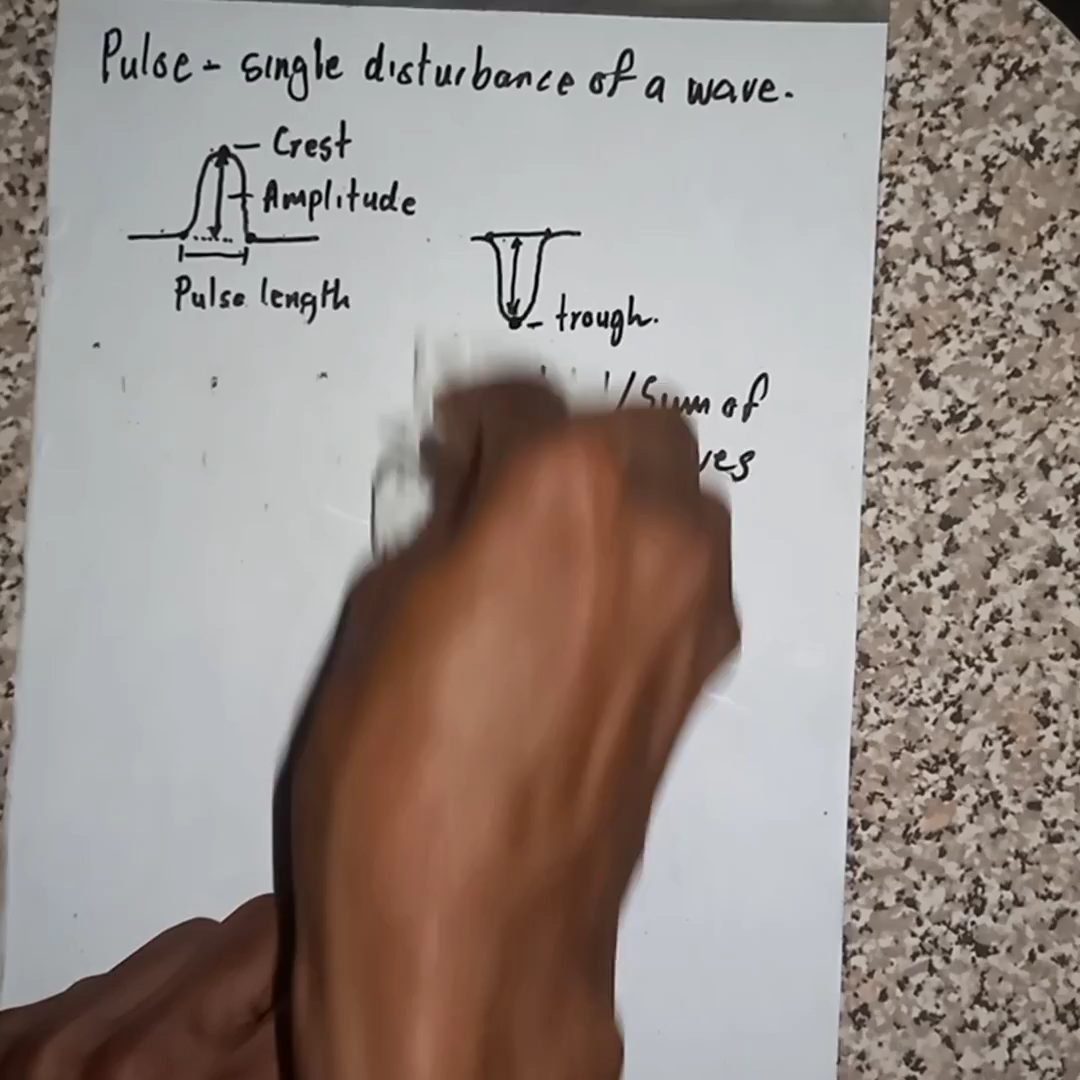 Pulse - single disturbance of a wave.
Crest
Amplitude
Pulse length
trough.
/Sum of